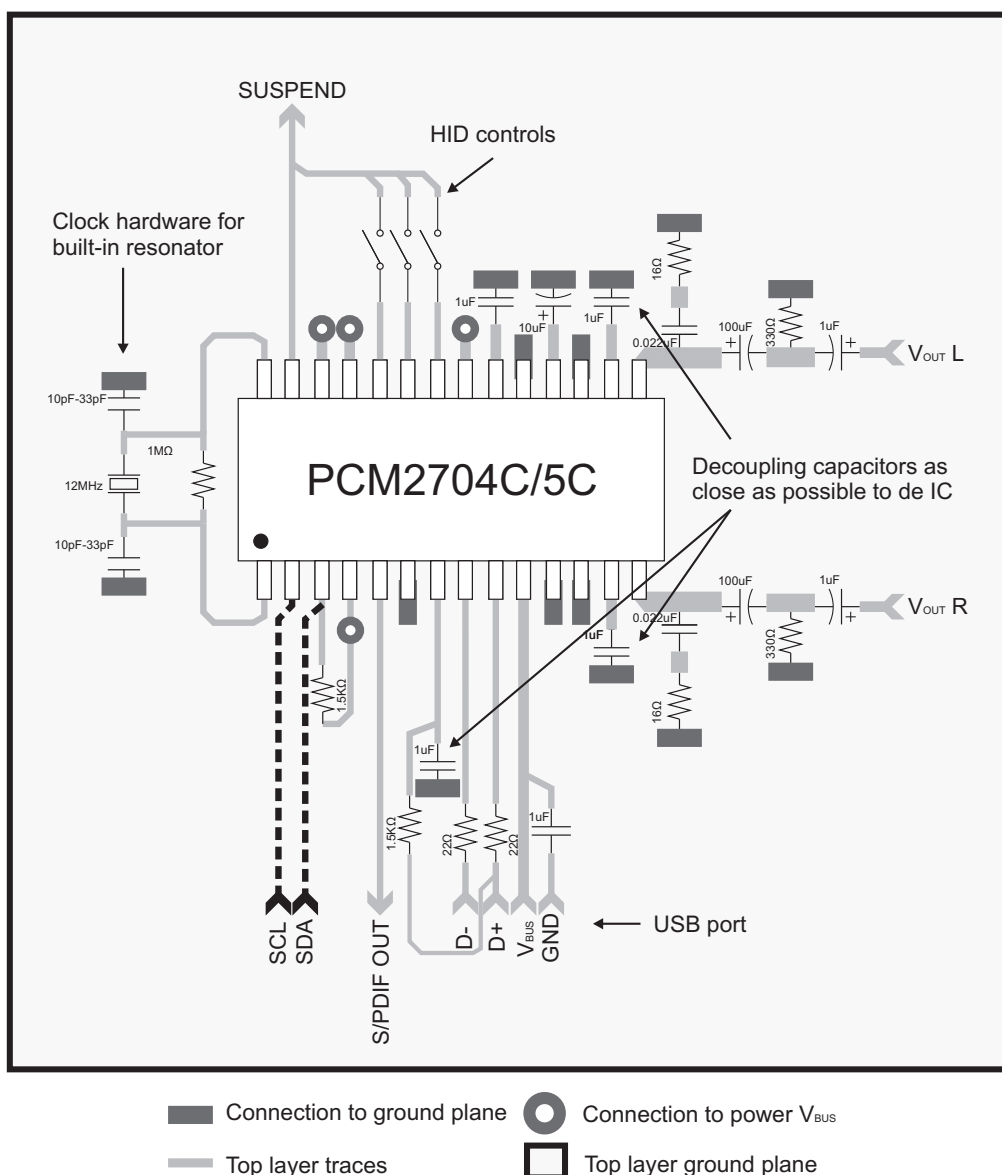 SUSPEND
HID controls
Clock hardware for
built-in resonator
16Ω
1uF
10uF
1uF
0.022uF
100uF
330Ω
1uF
VOUT L
10pF-33pF
1MΩ
12MHz
10pF-33pF
PCM2704C/5C
Decoupling capacitors as
close as possible to de IC
100uF
1uF
VOUT R
0.022uF
330Ω
16Ω
1uF
1.5KΩ
1uF
1.5KΩ
22Ω
22Ω
1uF
SCL
SDA
S/PDIF OUT
D-
D+
VBUS
GND
USB port
Connection to ground plane
Connection to power VBUS
Top layer traces
Top layer ground plane